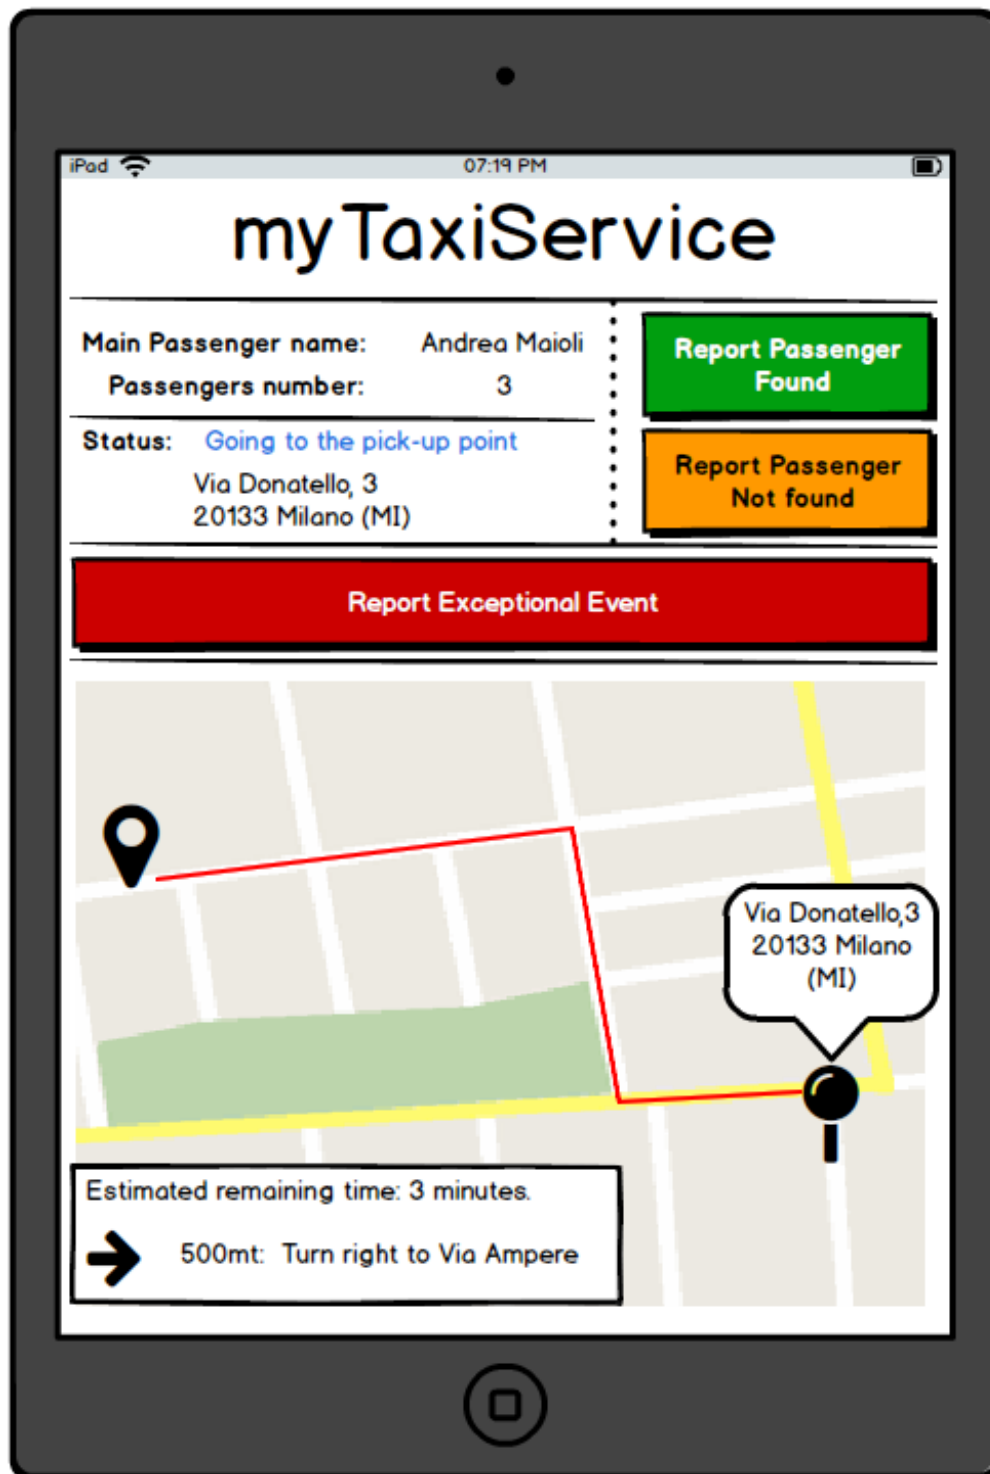 iPad 07:19 PM
myTaxiService
Main Passenger name: Andrea Maioli
Passengers number: 3
Status: Going to the pick-up point
Via Donatello, 3
20133 Milano (MI)
Report Passenger
Found
Report Passenger
Not found
Report Exceptional Event
Via Donatello,3
20133 Milano
(MI)
Estimated remaining time: 3 minutes.
500mt: Turn right to Via Ampere